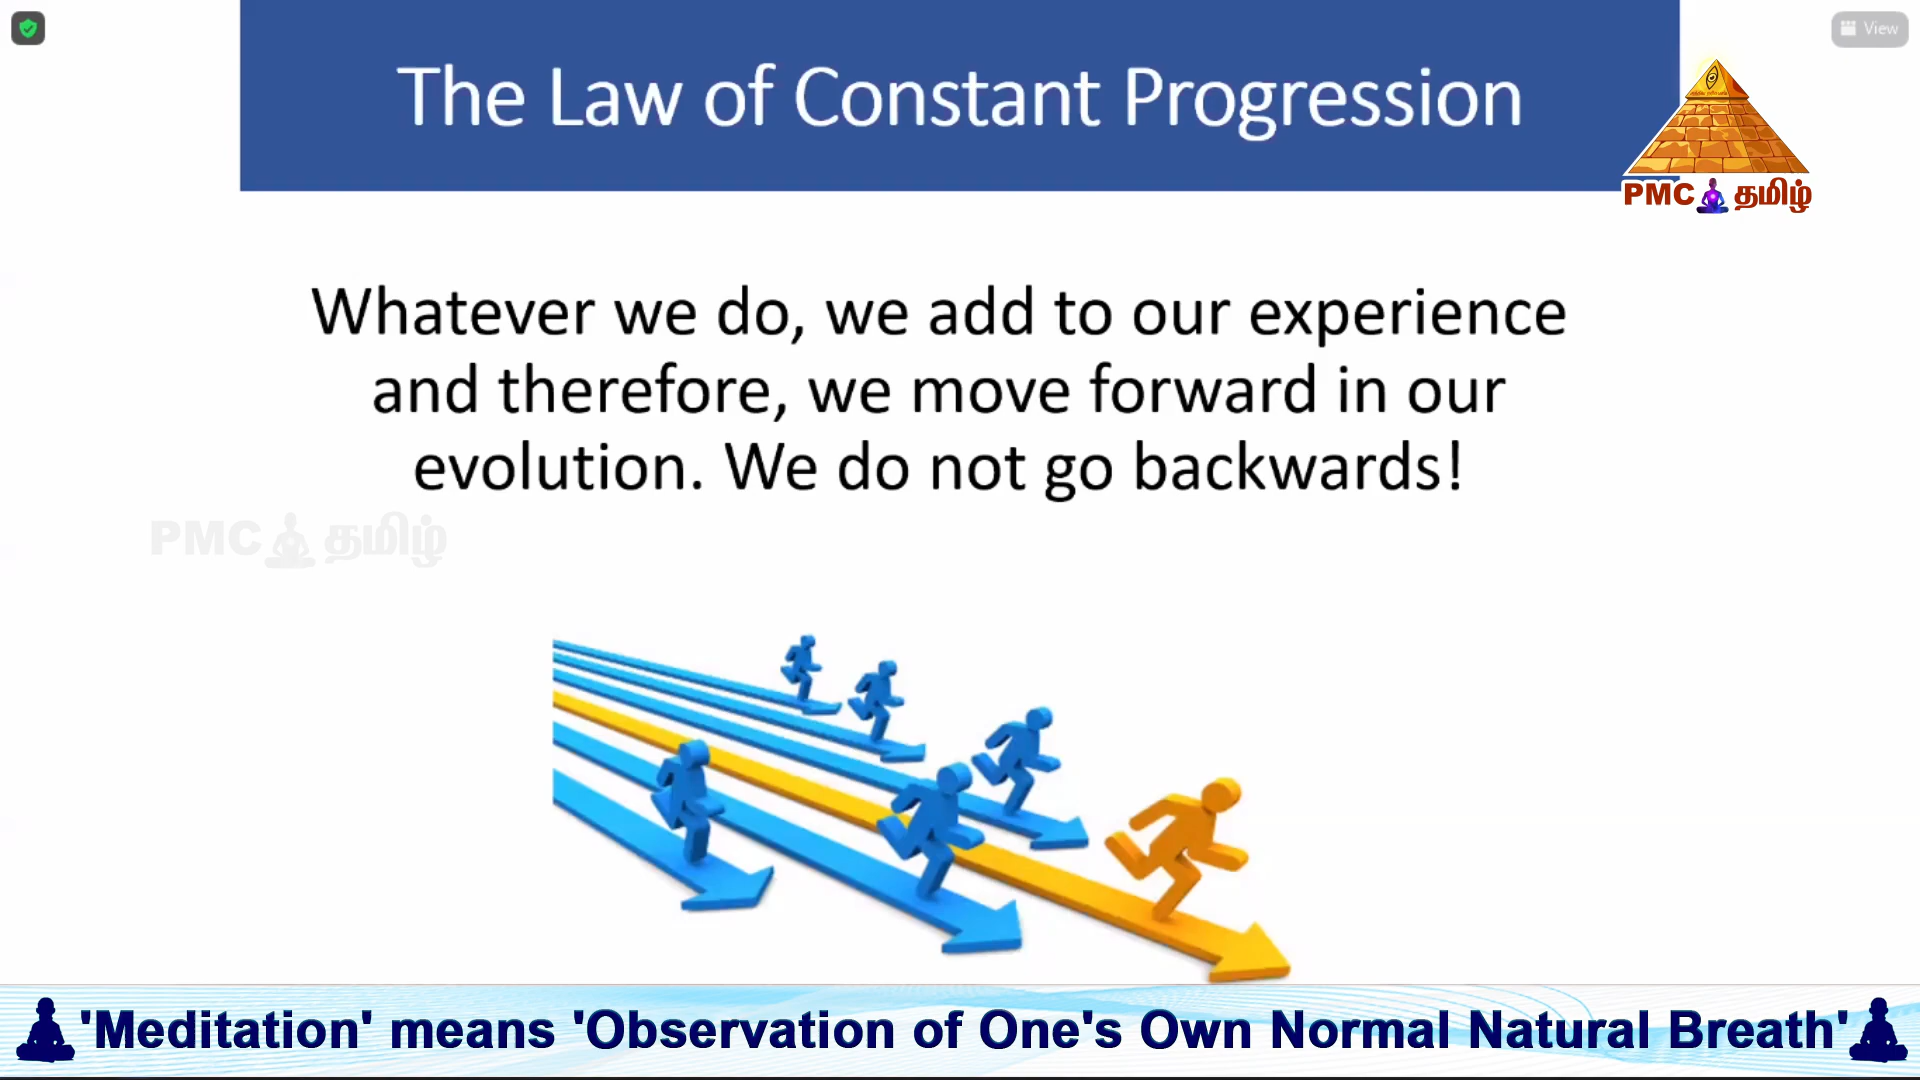 View
The Law of Constant Progression
PMC தமிழ்
Whatever we do, we add to our experience
and therefore, we move forward in our
evolution. We do not go backwards!
PMC தமிழ்
'Meditation' means 'Observation of One's Own Normal Natural Breath'